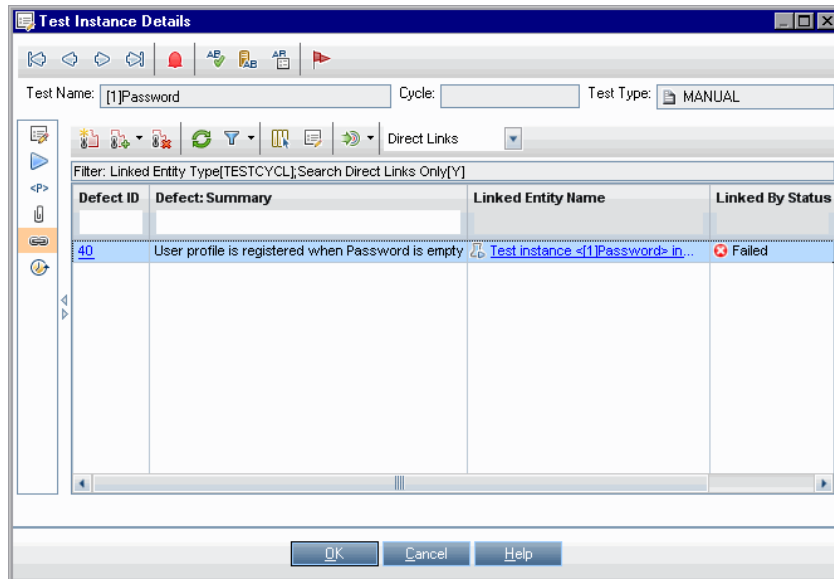 Test Instance Details
Test Name: [1]Password Cycle: Test Type: MANUAL
Direct Links
<P>
Filter: Linked Entity Type[TESTCYCL];Search Direct Links Only[Y]
Defect ID Defect: Summary Linked Entity Name Linked By Status
40 User profile is registered when Password is empty Test instance <[1]Password> in... Failed
OK Cancel Help